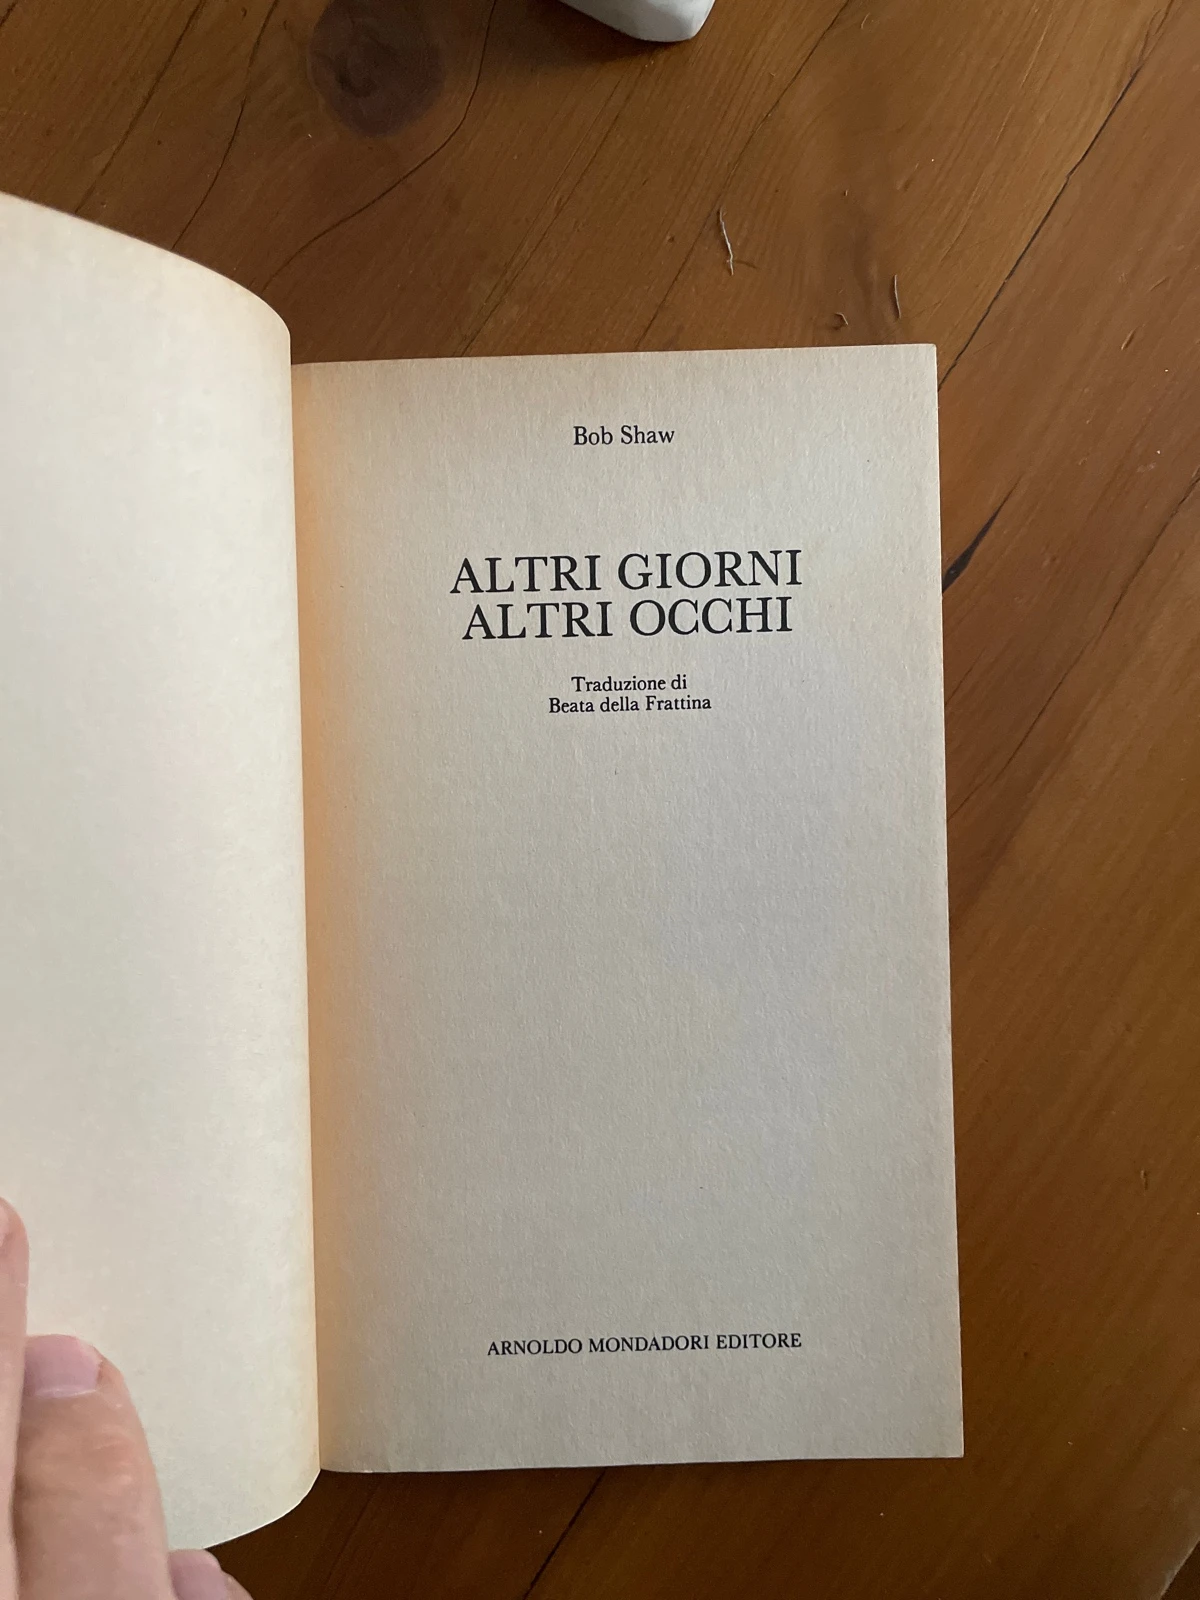 Bob Shaw
ALTRI GIORNI
ALTRI OCCHI
Traduzione di
Beata della Frattina
ARNOLDO MONDADORI EDITORE